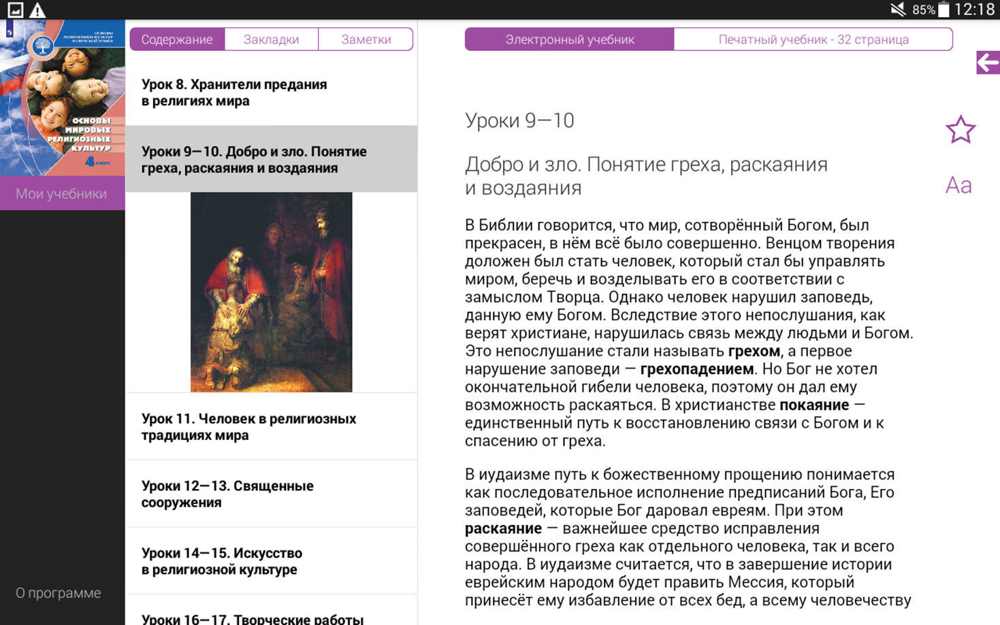 85% 12:18
ОСНОВЫ
РЕЛИГИОЗНЫХ КУЛЬТУР
И СВЕТСКОЙ ЭТИКИ
ОСНОВЫ
МИРОВЫХ
РЕЛИГИОЗНЫХ
КУЛЬТУР
4 класс
Мои учебники
О программе
Содержание Закладки Заметки
Урок 8. Хранители предания
в религиях мира
Уроки 9—10. Добро и зло. Понятие
греха, раскаяния и воздаяния
Урок 11. Человек в религиозных
традициях мира
Уроки 12—13. Священные
сооружения
Уроки 14—15. Искусство
в религиозной культуре
Уроки 16—17. Творческие работы
Электронный учебник Печатный учебник - 32 страница
Уроки 9—10
Добро и зло. Понятие греха, раскаяния
и воздаяния
Aa
В Библии говорится, что мир, сотворённый Богом, был
прекрасен, в нём всё было совершенно. Венцом творения
доложен был стать человек, который стал бы управлять
миром, беречь и возделывать его в соответствии с
замыслом Творца. Однако человек нарушил заповедь,
данную ему Богом. Вследствие этого непослушания, как
верят христиане, нарушилась связь между людьми и Богом.
Это непослушание стали называть грехом, а первое
нарушение заповеди — грехопадением. Но Бог не хотел
окончательной гибели человека, поэтому он дал ему
возможность раскаяться. В христианстве покаяние —
единственный путь к восстановлению связи с Богом и к
спасению от греха.
В иудаизме путь к божественному прощению понимается
как последовательное исполнение предписаний Бога, Его
заповедей, которые Бог даровал евреям. При этом
раскаяние — важнейшее средство исправления
совершённого греха как отдельного человека, так и всего
народа. В иудаизме считается, что в завершение истории
еврейским народом будет править Мессия, который
принесёт ему избавление от всех бед, а всему человечеству